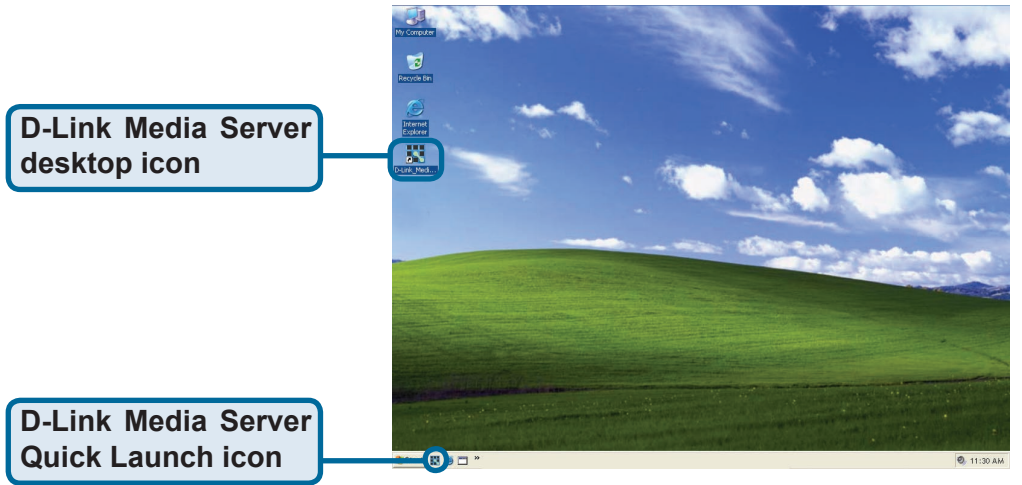 My Computer
Recycle Bin
D-Link Media Server
desktop icon
Internet
Explorer
D-Link_Medi...
D-Link Media Server
Quick Launch icon
»
11:30 AM